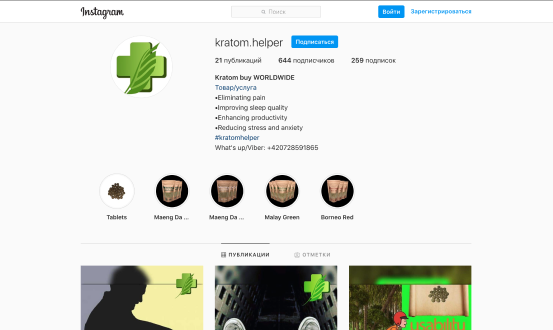 Instagram
Поиск
Войти
Зарегистрироваться
kratom.helper
Подписаться
21 публикаций 644 подписчиков 259 подписок
Kratom buy WORLDWIDE
Товар/услуга
•Eliminating pain
•Improving sleep quality
•Enhancing productivity
•Reducing stress and anxiety
#kratomhelper
What's up/Viber: +420728591865
Tablets
Maeng Da ...
Maeng Da ...
Malay Green
Borneo Red
ПУБЛИКАЦИИ
ОТМЕТКИ
usability